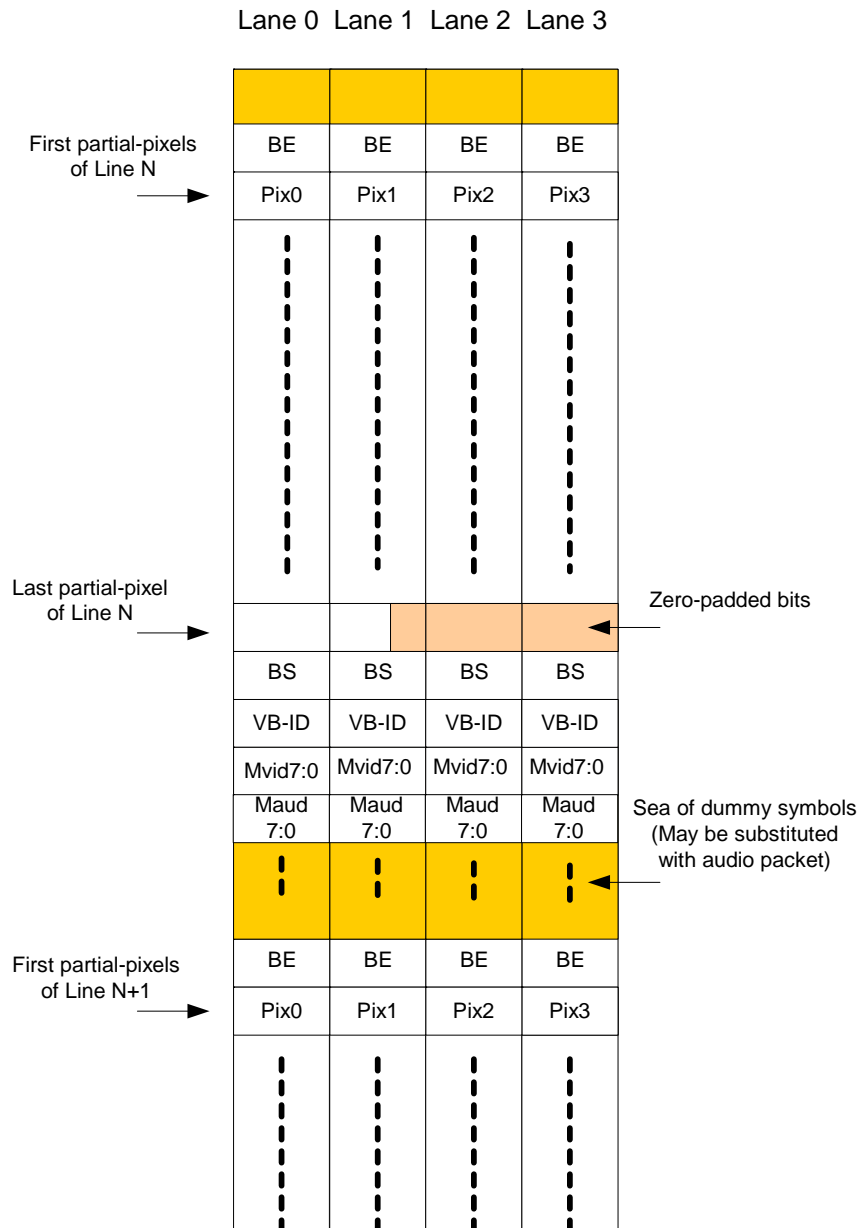 Lane 0 Lane 1 Lane 2 Lane 3
First partial-pixels
of Line N
BE BE BE BE
Pix0 Pix1 Pix2 Pix3
Last partial-pixel
of Line N
Zero-padded bits
BS BS BS BS
VB-ID VB-ID VB-ID VB-ID
Mvid7:0 Mvid7:0 Mvid7:0 Mvid7:0
Maud Maud Maud Maud
7:0 7:0 7:0 7:0
Sea of dummy symbols
(May be substituted
with audio packet)
First partial-pixels
of Line N+1
BE BE BE BE
Pix0 Pix1 Pix2 Pix3